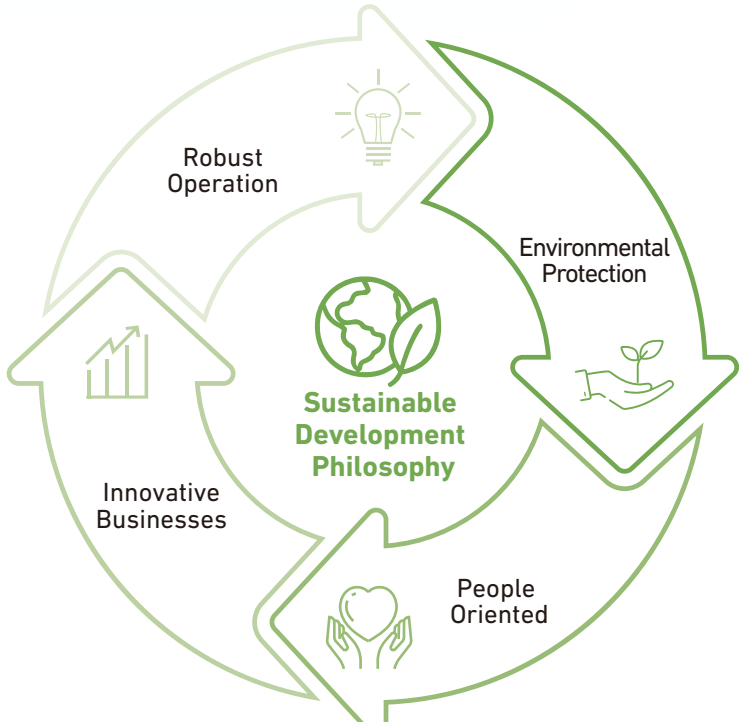 Robust
Operation
Environmental
Protection
Sustainable
Development
Philosophy
Innovative
Businesses
People
Oriented